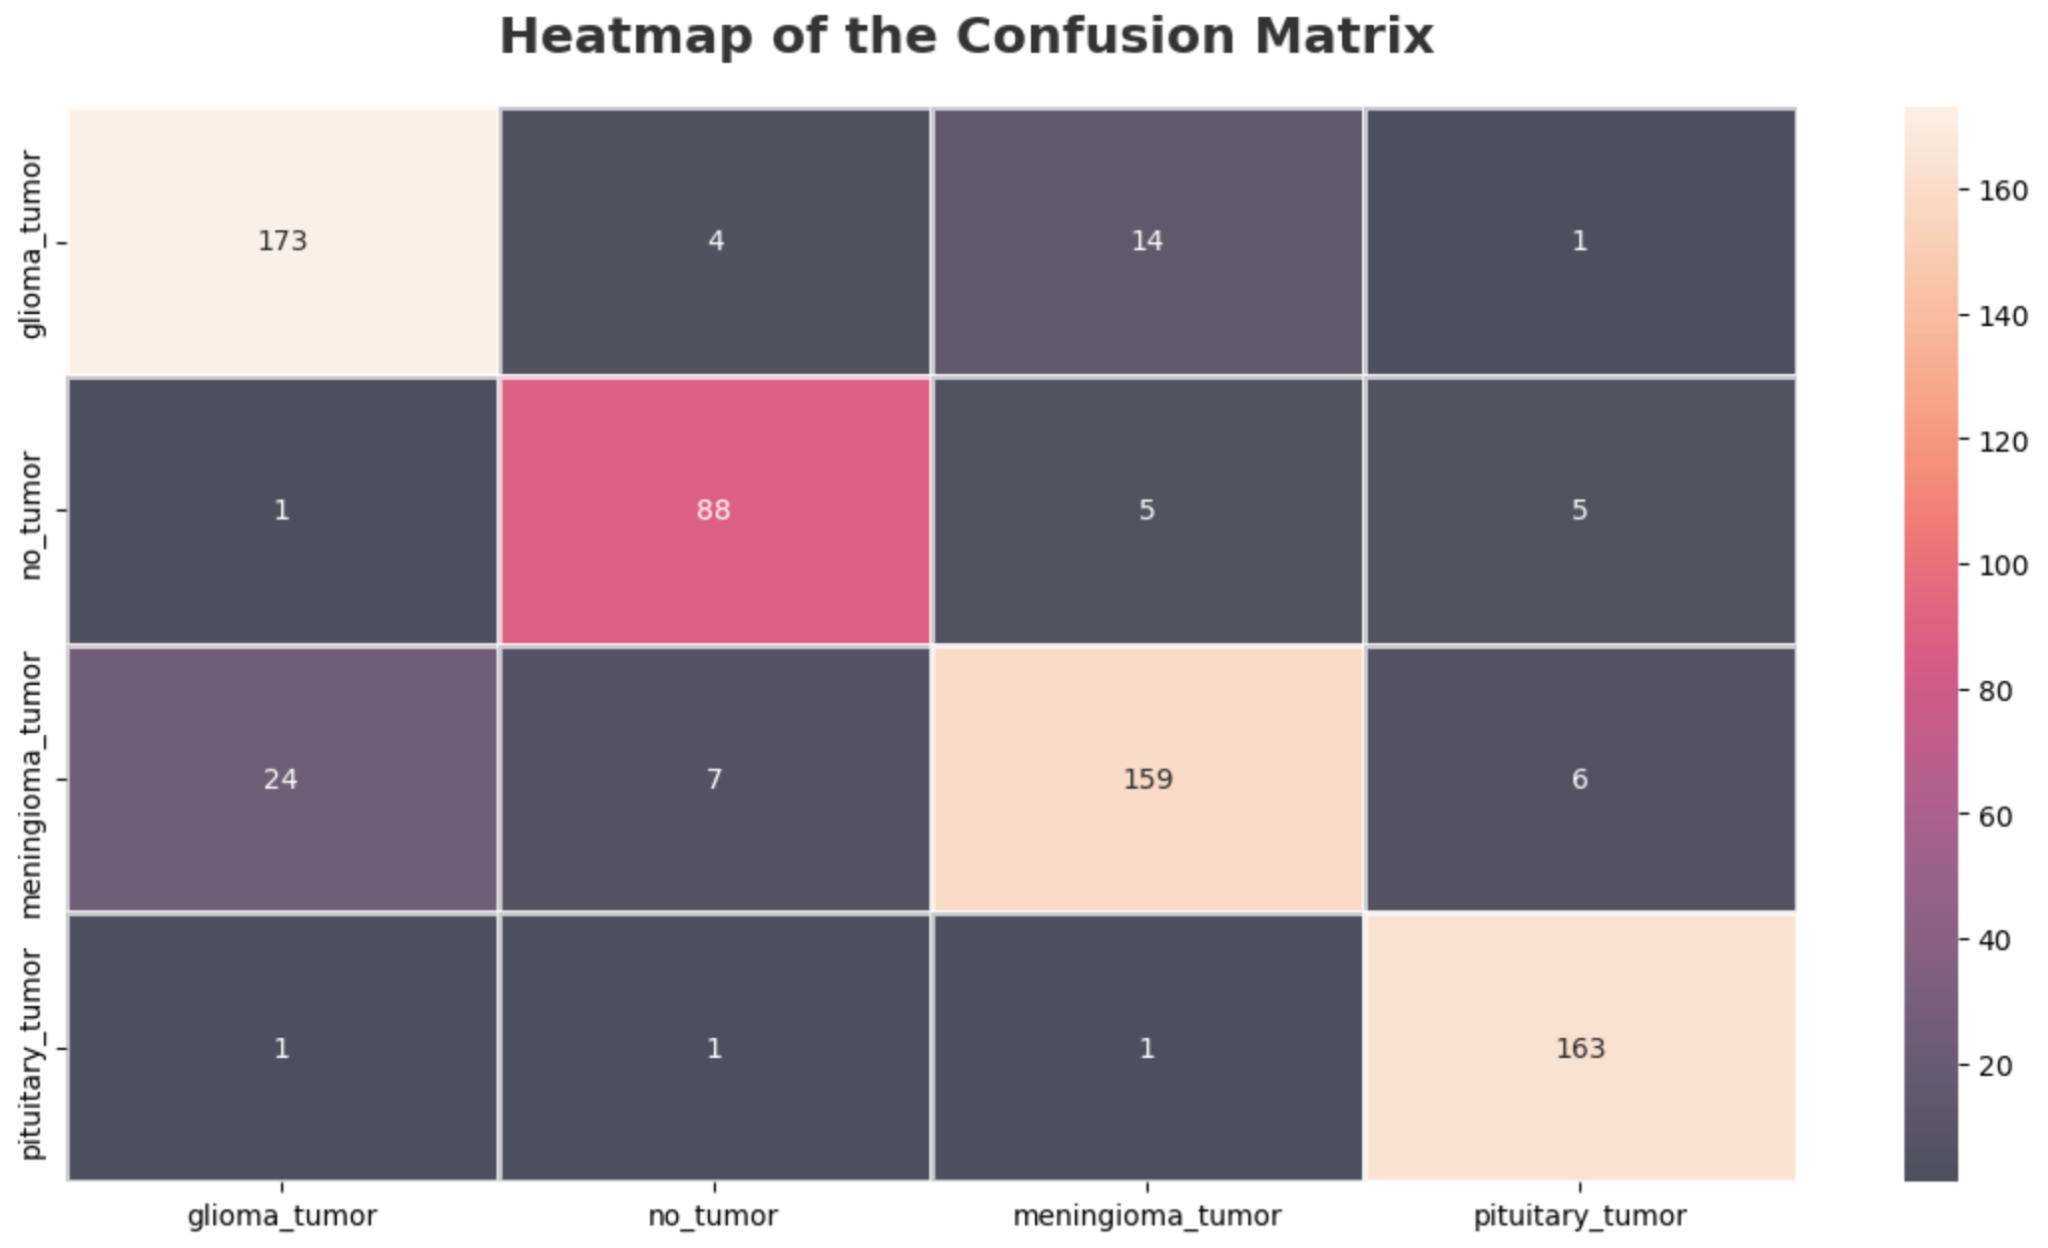 Heatmap of the Confusion Matrix
glioma_tumor
173
4
14
1
no_tumor
1
88
5
5
meningioma_tumor
24
7
159
6
pituitary_tumor
1
1
1
163
glioma_tumor
no_tumor
meningioma_tumor
pituitary_tumor
160
140
120
100
80
60
40
20